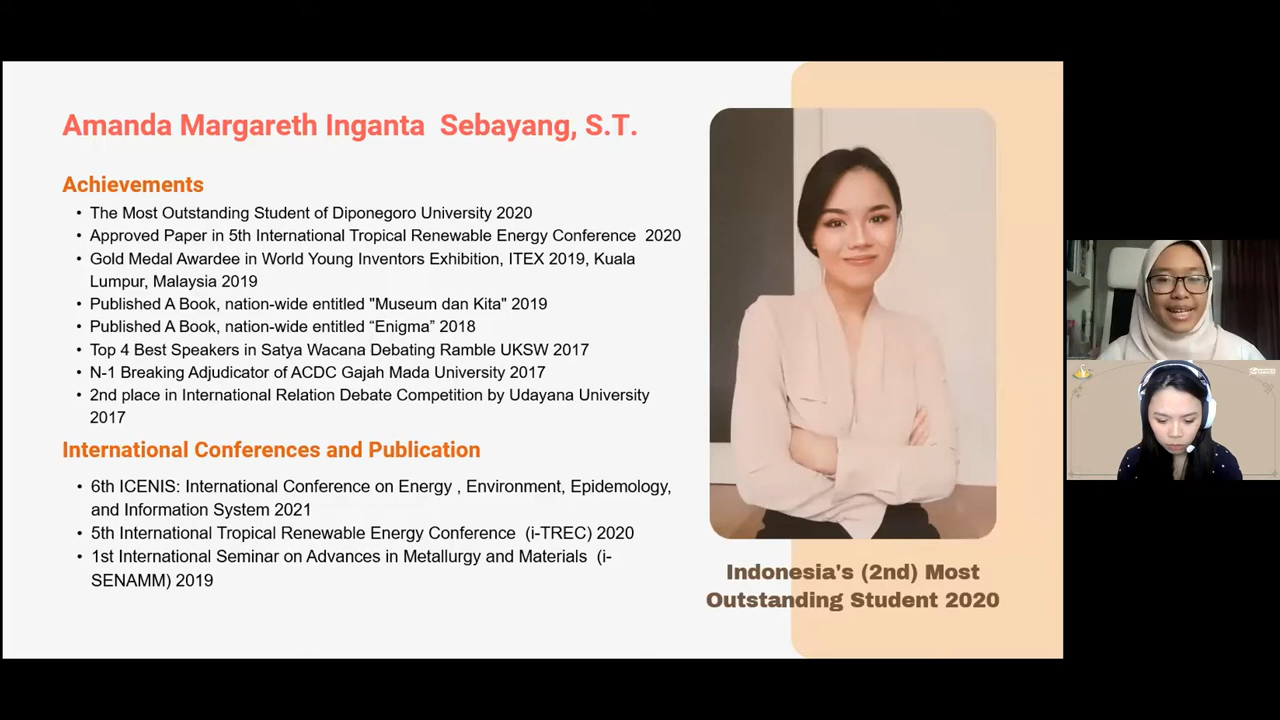 Amanda Margareth Inganta Sebayang, S.T.
Achievements
• The Most Outstanding Student of Diponegoro University 2020
• Approved Paper in 5th International Tropical Renewable Energy Conference 2020
• Gold Medal Awardee in World Young Inventors Exhibition, ITEX 2019, Kuala
Lumpur, Malaysia 2019
• Published A Book, nation-wide entitled "Museum dan Kita" 2019
• Published A Book, nation-wide entitled “Enigma” 2018
• Top 4 Best Speakers in Satya Wacana Debating Ramble UKSW 2017
• N-1 Breaking Adjudicator of ACDC Gajah Mada University 2017
• 2nd place in International Relation Debate Competition by Udayana University
2017
International Conferences and Publication
• 6th ICENIS: International Conference on Energy , Environment, Epidemology,
and Information System 2021
• 5th International Tropical Renewable Energy Conference (i-TREC) 2020
• 1st International Seminar on Advances in Metallurgy and Materials (i-
SENAMM) 2019
Indonesia's (2nd) Most
Outstanding Student 2020